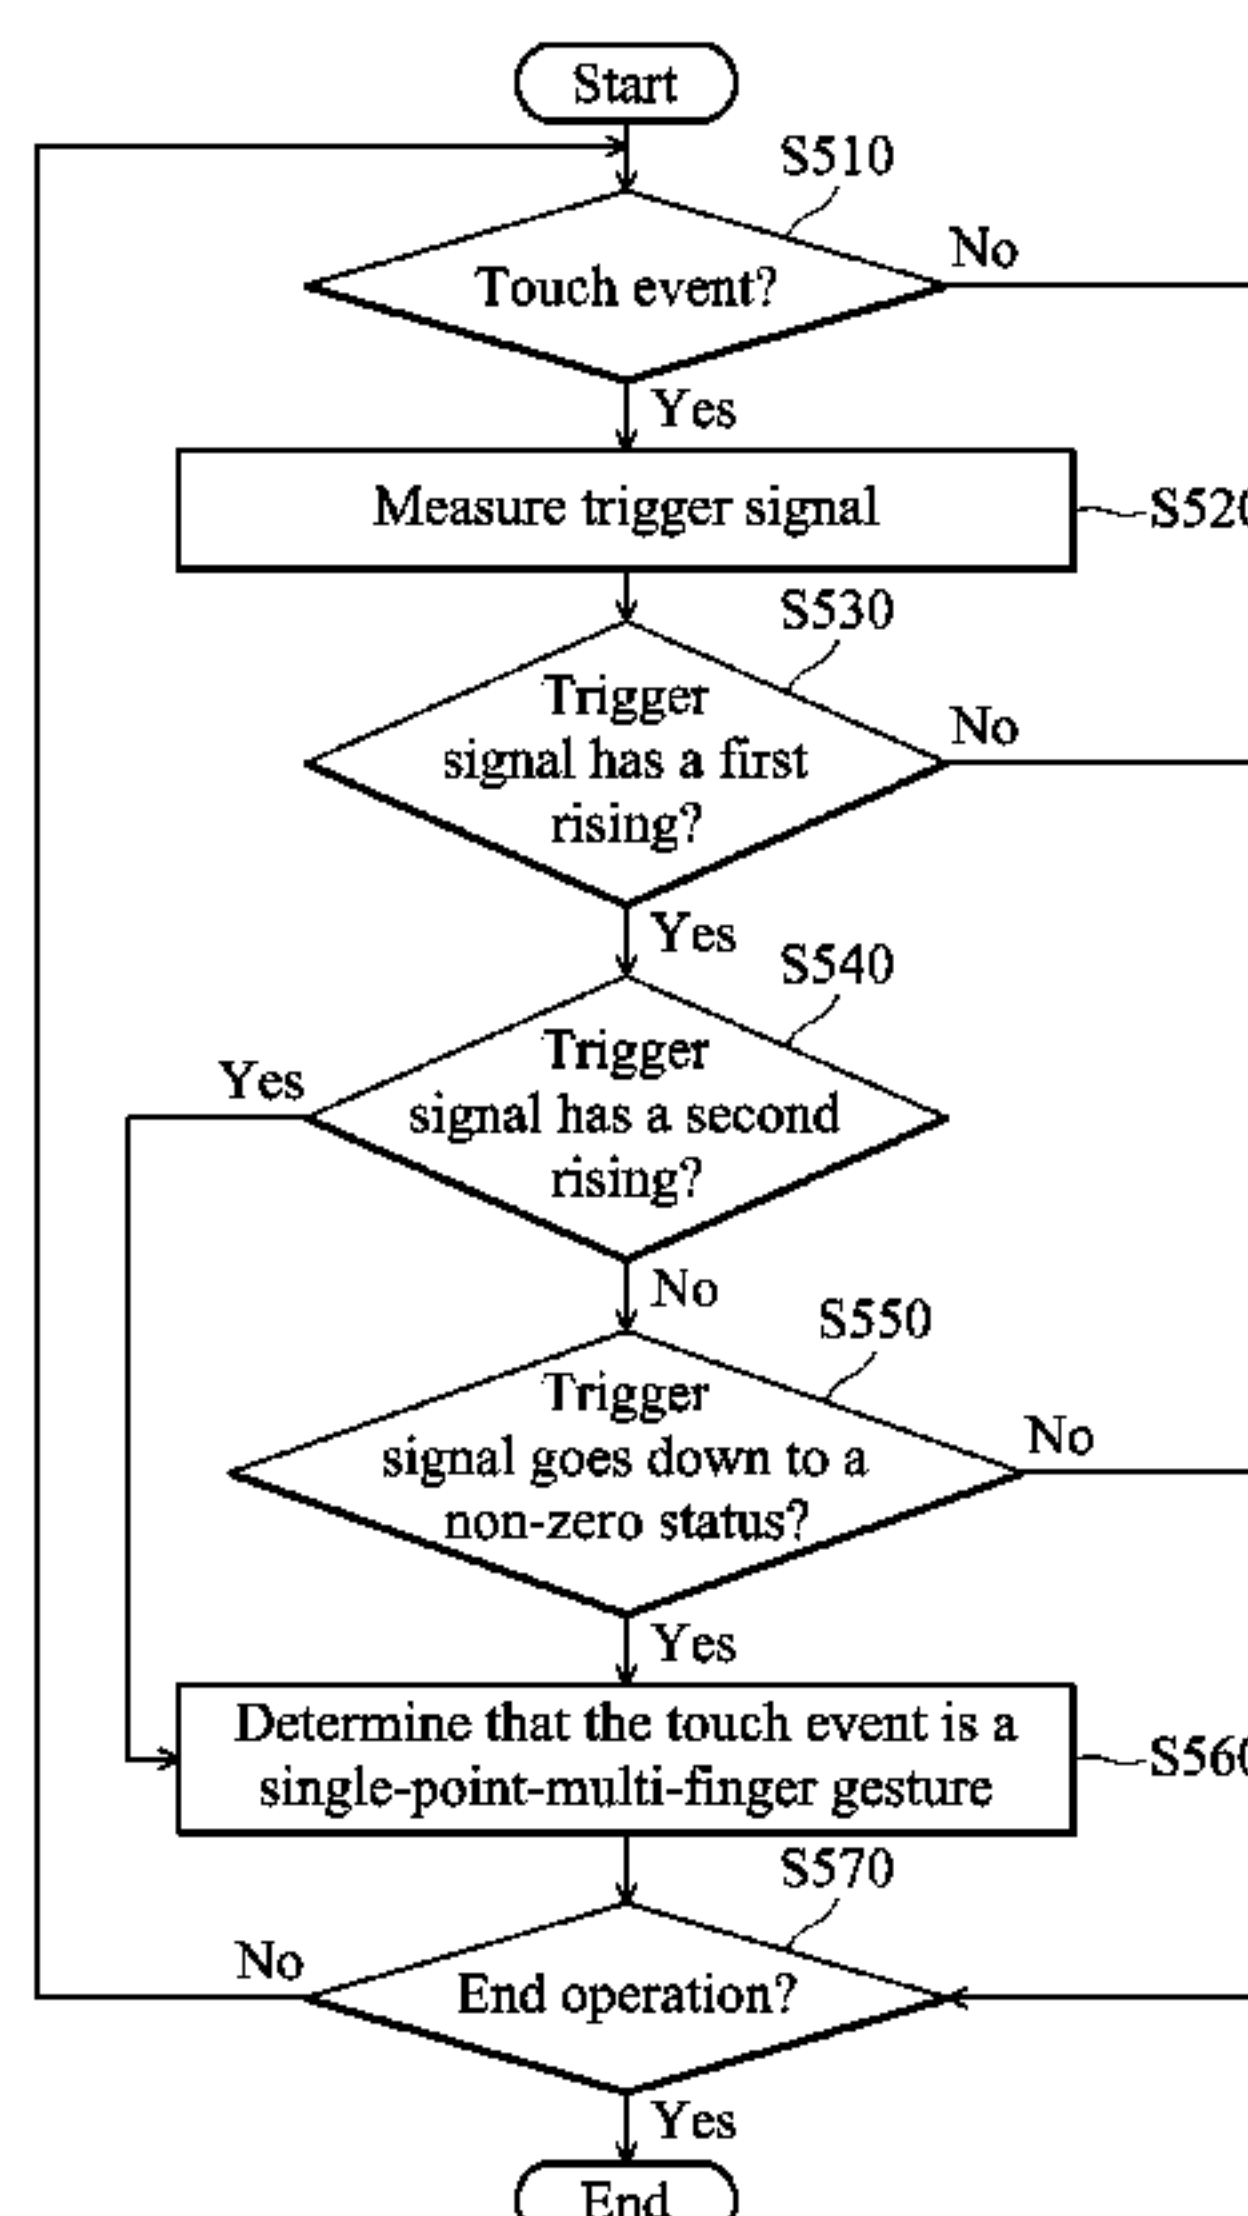 Start
S510
Touch event?
No
Yes
Measure trigger signal
S520
S530
Trigger
signal has a first
rising?
No
Yes
S540
Trigger
signal has a second
rising?
Yes
No
S550
Trigger
signal goes down to a
non-zero status?
No
Yes
Determine that the touch event is a
single-point-multi-finger gesture
S560
S570
End operation?
No
Yes
End